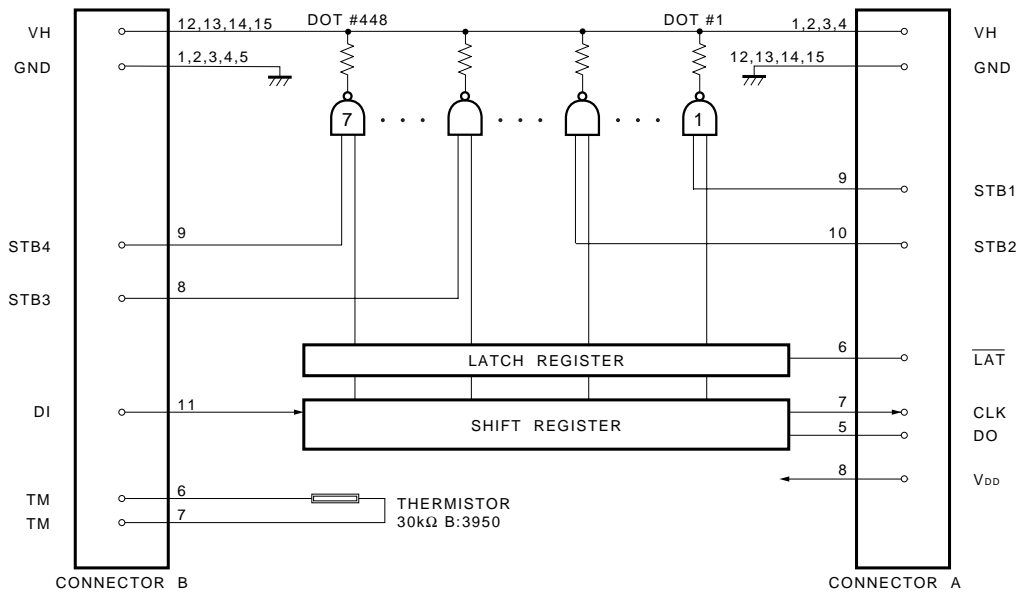 12,13,14,15 DOT #448 DOT #1 1,2,3,4
VH VH
1,2,3,4,5 12,13,14,15
GND GND
7 1
9 STB1
9 10
STB4 STB2
8
STB3
LATCH REGISTER 6 LAT
DI 11 SHIFT REGISTER 7 CLK
5 DO
8 VDD
TM 6 THERMISTOR
TM 7 30kΩ B:3950
CONNECTOR B CONNECTOR A